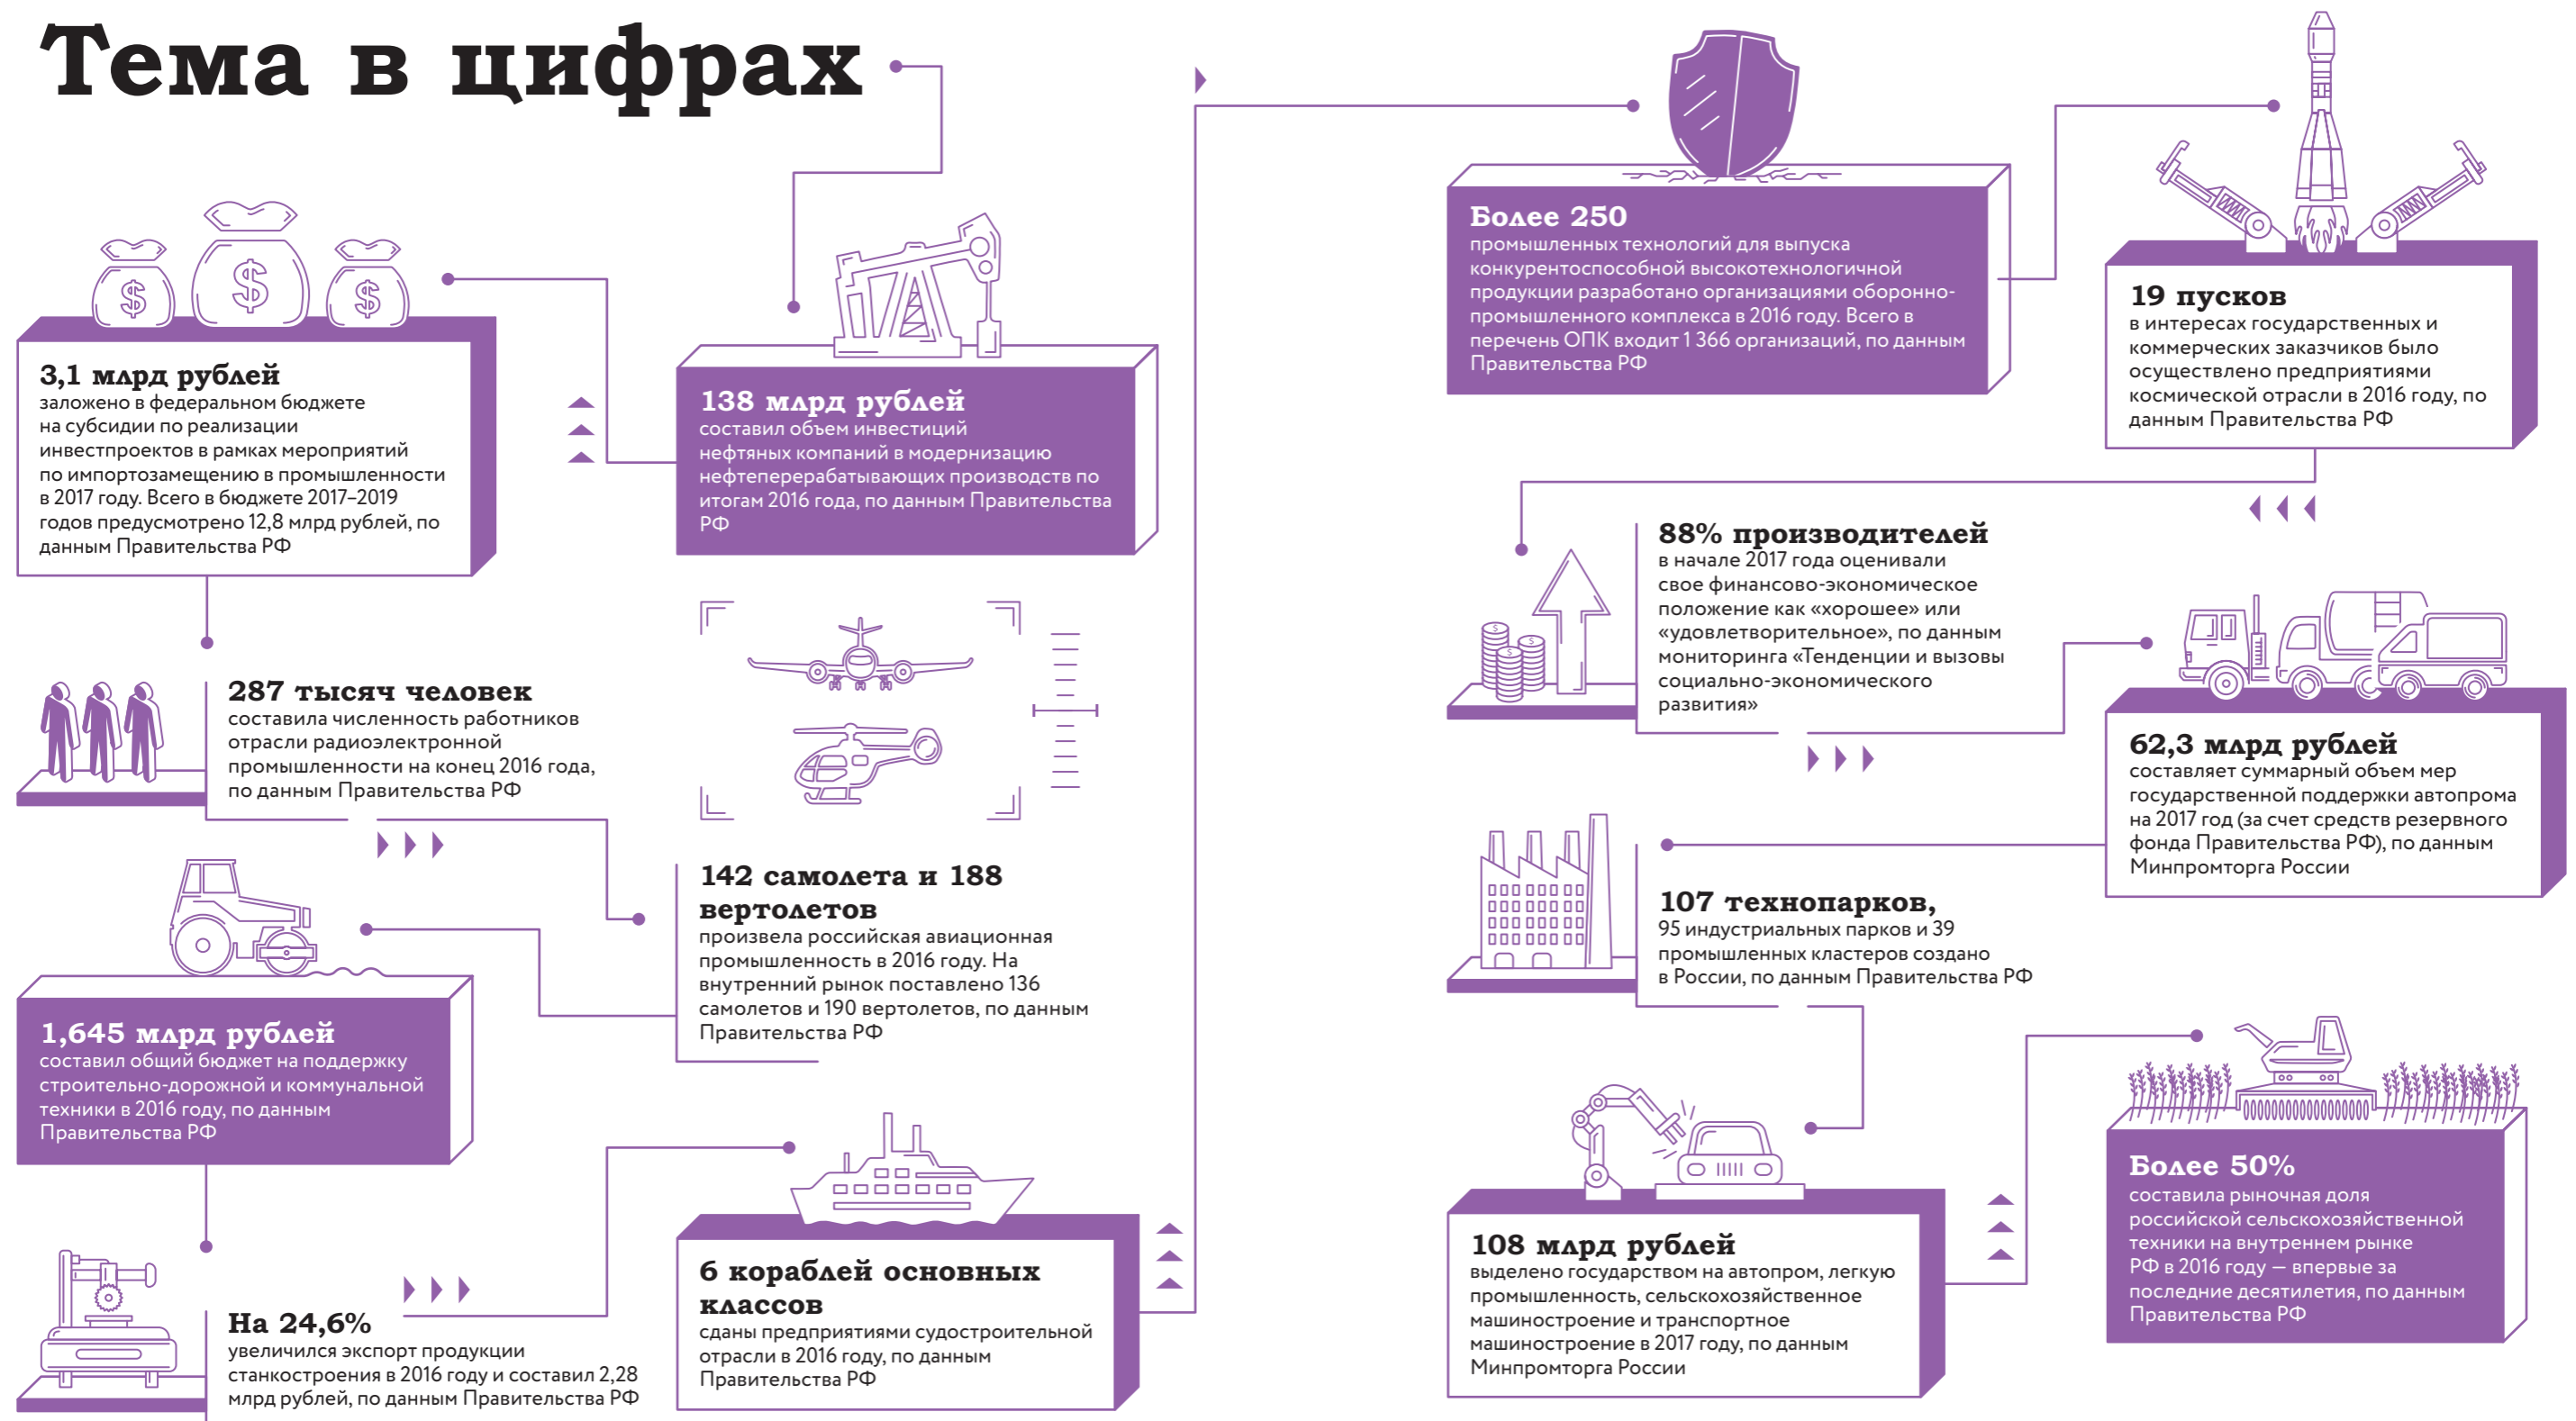 Тема в цифрах
138 млрд рублей
составил объем инвестиций
нефтяных компаний в модернизацию
нефтеперерабатывающих производств по
итогам 2016 года, по данным Правительства
РФ
3,1 млрд рублей
заложено в федеральном бюджете
на субсидии по реализации
инвестпроектов в рамках мероприятий
по импортозамещению в промышленности
в 2017 году. Всего в бюджете 2017–2019
годов предусмотрено 12,8 млрд рублей, по
данным Правительства РФ
287 тысяч человек
составила численность работников
отрасли радиоэлектронной
промышленности на конец 2016 года,
по данным Правительства РФ
142 самолета и 188
вертолетов
произвела российская авиационная
промышленность в 2016 году. На
внутренний рынок поставлено 136
самолетов и 190 вертолетов, по данным
Правительства РФ
1,645 млрд рублей
составил общий бюджет на поддержку
строительно-дорожной и коммунальной
техники в 2016 году, по данным
Правительства РФ
На 24,6%
увеличился экспорт продукции
станкостроения в 2016 году и составил 2,28
млрд рублей, по данным Правительства РФ
6 кораблей основных
классов
сданы предприятиями судостроительной
отрасли в 2016 году, по данным
Правительства РФ
Более 250
промышленных технологий для выпуска
конкурентоспособной высокотехнологичной
продукции разработано организациями оборонно-
промышленного комплекса в 2016 году. Всего в
перечень ОПК входит 1 366 организаций, по данным
Правительства РФ
19 пусков
в интересах государственных и
коммерческих заказчиков было
осуществлено предприятиями
космической отрасли в 2016 году, по
данным Правительства РФ
88% производителей
в начале 2017 года оценивали
свое финансово-экономическое
положение как «хорошее» или
«удовлетворительное», по данным
мониторинга «Тенденции и вызовы
социально-экономического
развития»
62,3 млрд рублей
составляет суммарный объем мер
государственной поддержки автопрома
на 2017 год (за счет средств резервного
фонда Правительства РФ), по данным
Минпромторга России
107 технопарков,
95 индустриальных парков и 39
промышленных кластеров создано
в России, по данным Правительства РФ
108 млрд рублей
выделено государством на автопром, легкую
промышленность, сельскохозяйственное
машиностроение и транспортное
машиностроение в 2017 году, по данным
Минпромторга России
Более 50%
составила рыночная доля
российской сельскохозяйственной
техники на внутреннем рынке
РФ в 2016 году — впервые за
последние десятилетия, по данным
Правительства РФ